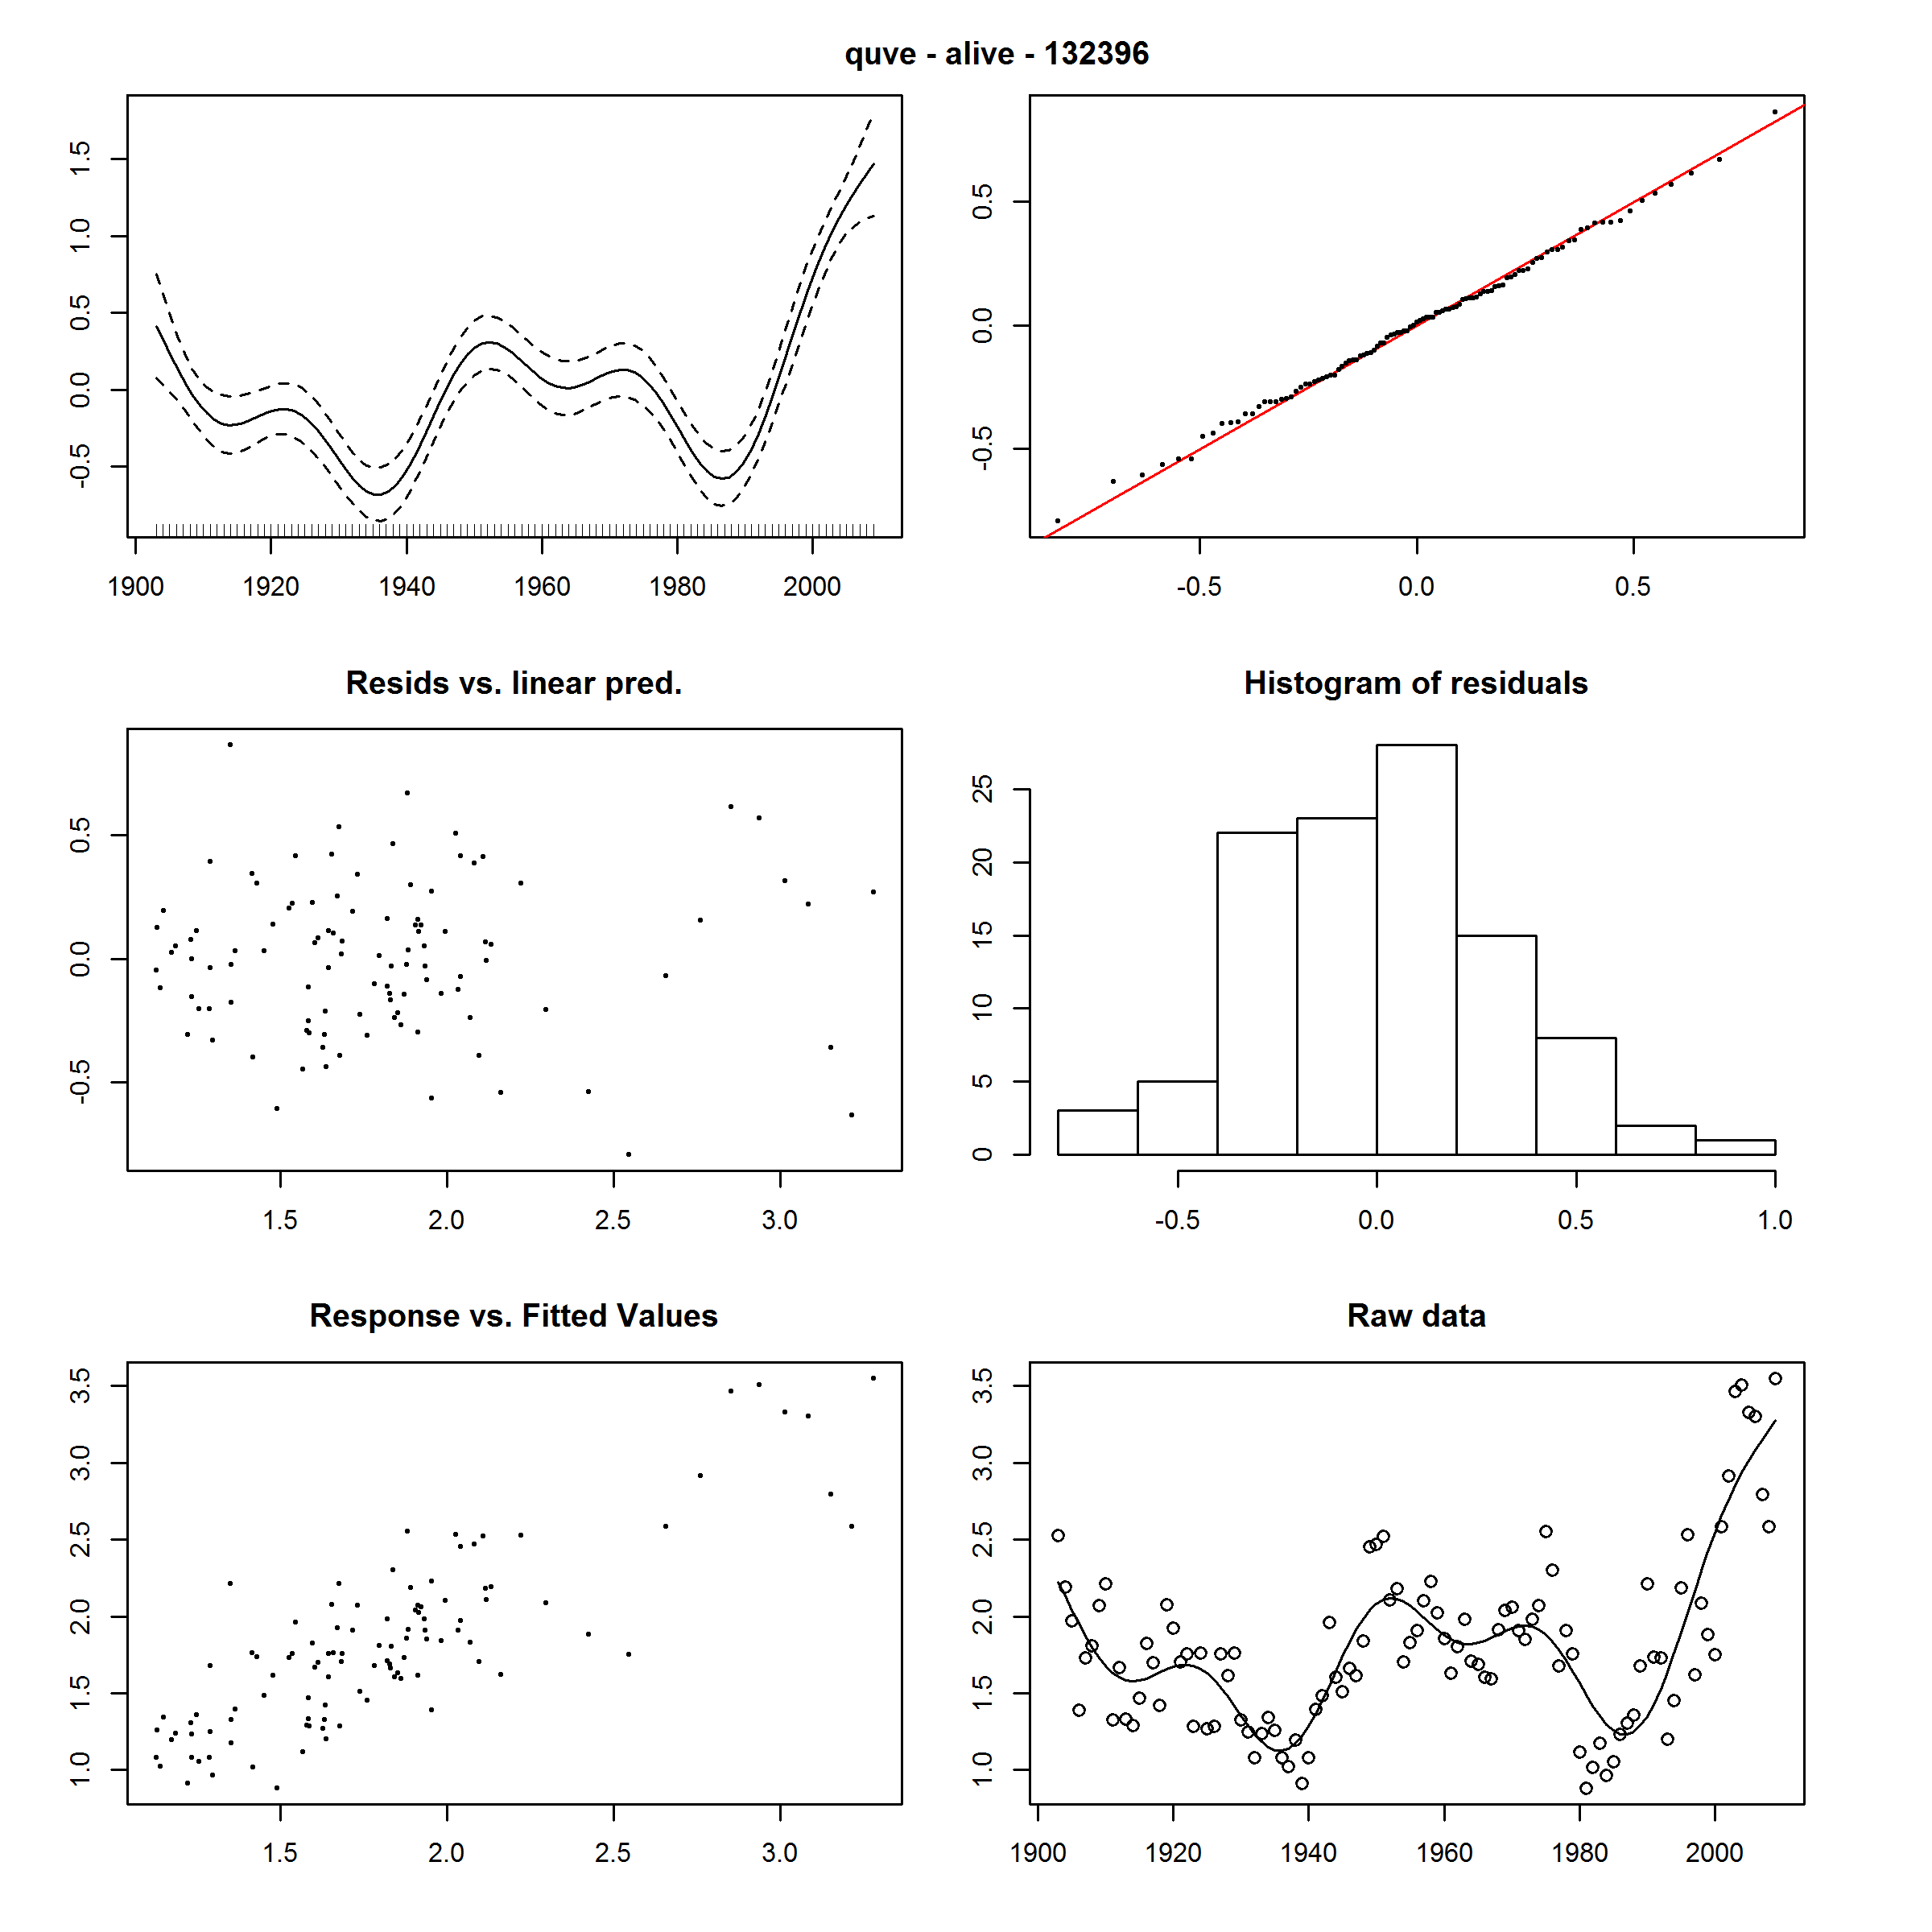 quve - alive - 132396
1.5
1.0
0.5
0.0
-0.5
1900 1920 1940 1960 1980 2000
0.5
0.0
-0.5
-0.5 0.0 0.5
Resids vs. linear pred.
0.5
0.0
-0.5
1.5 2.0 2.5 3.0
Histogram of residuals
25
20
15
10
5
0
-0.5 0.0 0.5 1.0
Response vs. Fitted Values
3.5
3.0
2.5
2.0
1.5
1.0
1.5 2.0 2.5 3.0
Raw data
3.5
3.0
2.5
2.0
1.5
1.0
1900 1920 1940 1960 1980 2000